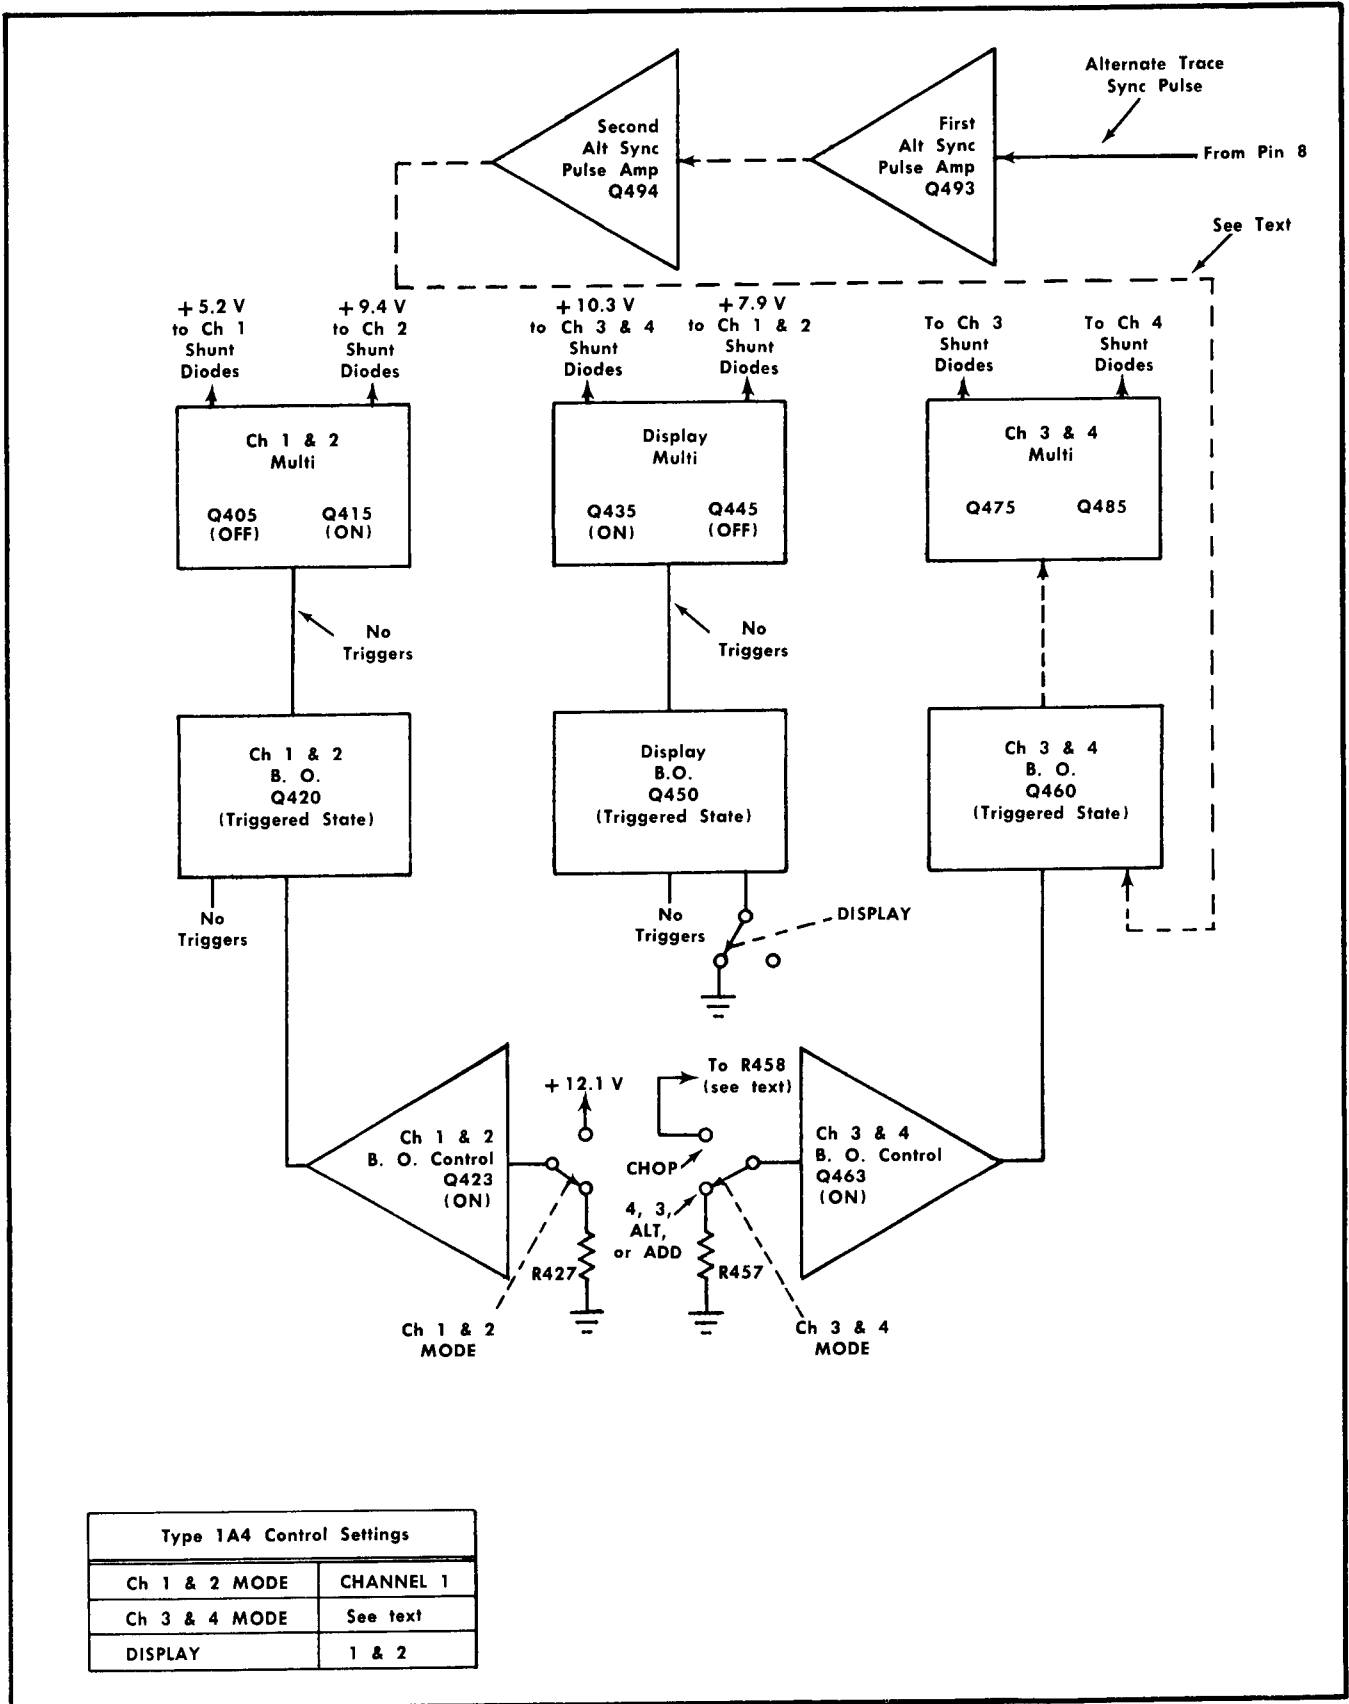 Alternate Trace
Sync Pulse
Second
Alt Sync
Pulse Amp
Q494
First
Alt Sync
Pulse Amp
Q493
From Pin 8
See Text
+ 5.2 V
to Ch 1
Shunt
Diodes
+ 9.4 V
to Ch 2
Shunt
Diodes
+ 10.3 V
to Ch 3 & 4
Shunt
Diodes
+ 7.9 V
to Ch 1 & 2
Shunt
Diodes
To Ch 3
Shunt
Diodes
To Ch 4
Shunt
Diodes
Ch 1 & 2
Multi
Q405
(OFF)
Q415
(ON)
Display
Multi
Q435
(ON)
Q445
(OFF)
Ch 3 & 4
Multi
Q475
Q485
No
Triggers
No
Triggers
Ch 1 & 2
B. O.
Q420
(Triggered State)
Display
B.O.
Q450
(Triggered State)
Ch 3 & 4
B. O.
Q460
(Triggered State)
No
Triggers
No
Triggers
DISPLAY
+ 12.1 V
To R458
(see text)
Ch 1 & 2
B. O. Control
Q423
(ON)
CHOP
4, 3,
ALT,
or ADD
Ch 3 & 4
B. O. Control
Q463
(ON)
R427
R457
Ch 1 & 2
MODE
Ch 3 & 4
MODE
Type 1A4 Control Settings
Ch 1 & 2 MODE CHANNEL 1
Ch 3 & 4 MODE See text
DISPLAY 1 & 2